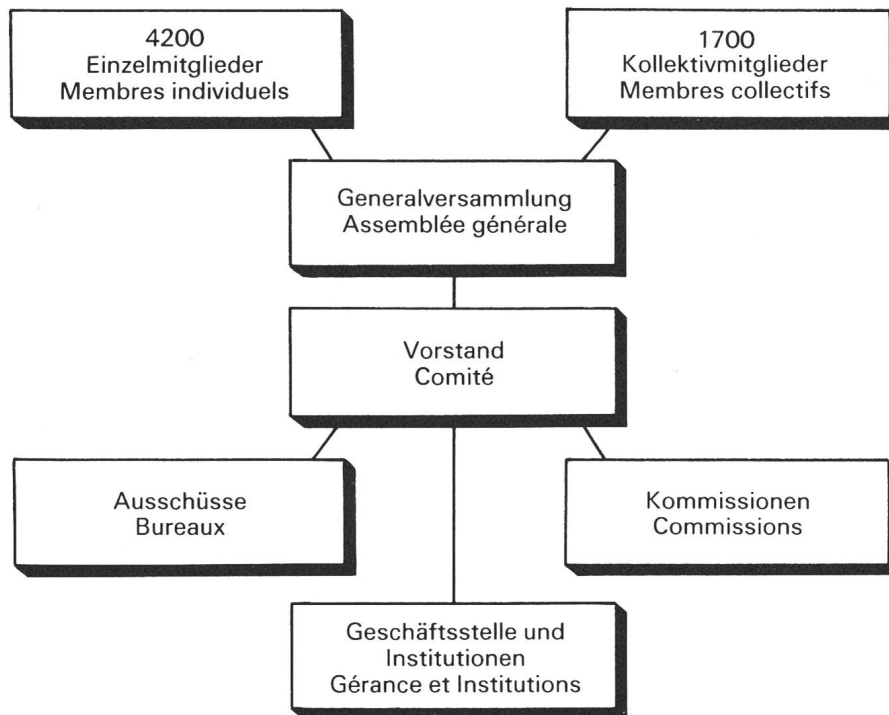 4200
Einzelmitglieder
Membres individuels
1700
Kollektivmitglieder
Membres collectifs
Generalversammlung
Assemblée générale
Vorstand
Comité
Ausschüsse
Bureaux
Kommissionen
Commissions
Geschäftsstelle und
Institutionen
Gérance et Institutions